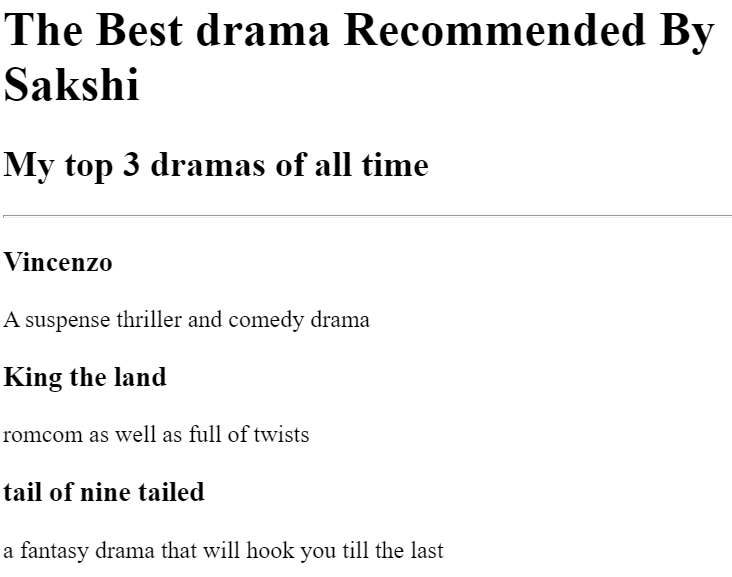 The Best drama Recommended By
Sakshi
My top 3 dramas of all time
Vincenzo
A suspense thriller and comedy drama
King the land
romcom as well as full of twists
tail of nine tailed
a fantasy drama that will hook you till the last